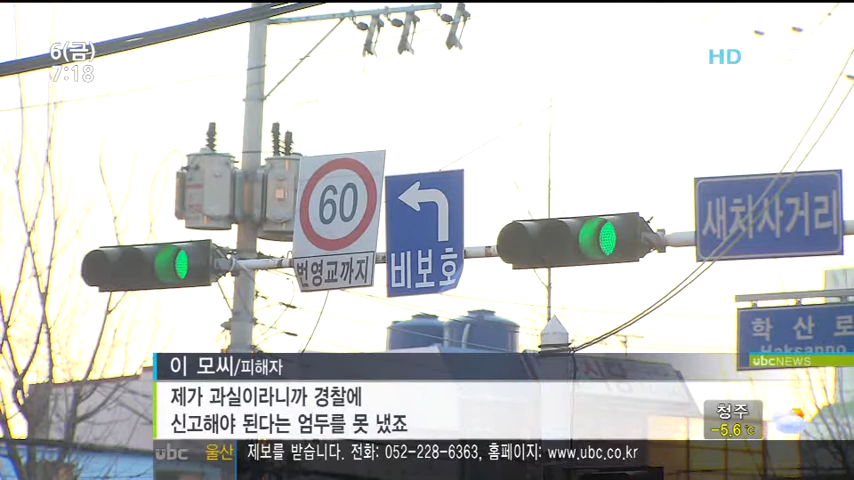 6(금)
7:18
HD
60
번영교까지
비보호
새치사거리
학산로
Haksanno
ubcNEWS
이 모씨/피해자
제가 과실이라니까 경찰에
신고해야 된다는 엄두를 못 냈죠
청주
-5.6℃
ubc 울산 제보를 받습니다. 전화: 052-228-6363, 홈페이지: www.ubc.co.kr